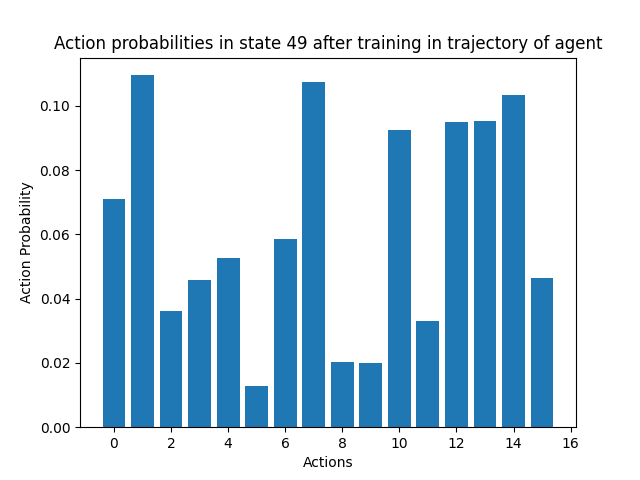 Action probabilities in state 49 after training in trajectory of agent
Action Probability
0.10
0.08
0.06
0.04
0.02
0.00
0 2 4 6 8 10 12 14 16
Actions